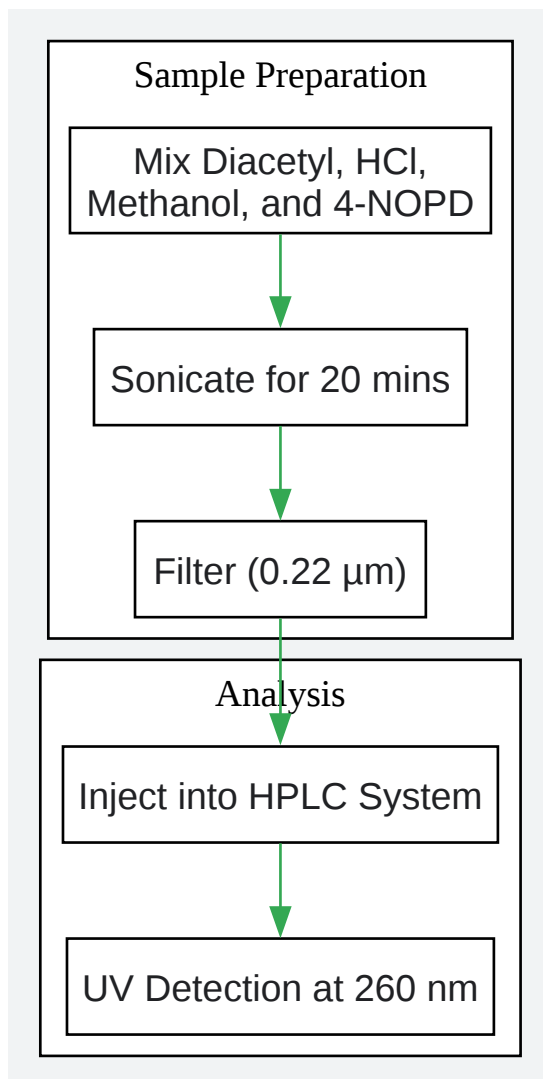 Sample Preparation
Mix Diacetyl, HCl,
Methanol, and 4-NOPD
Sonicate for 20 mins
Filter (0.22 µm)
Analysis
Inject into HPLC System
UV Detection at 260 nm